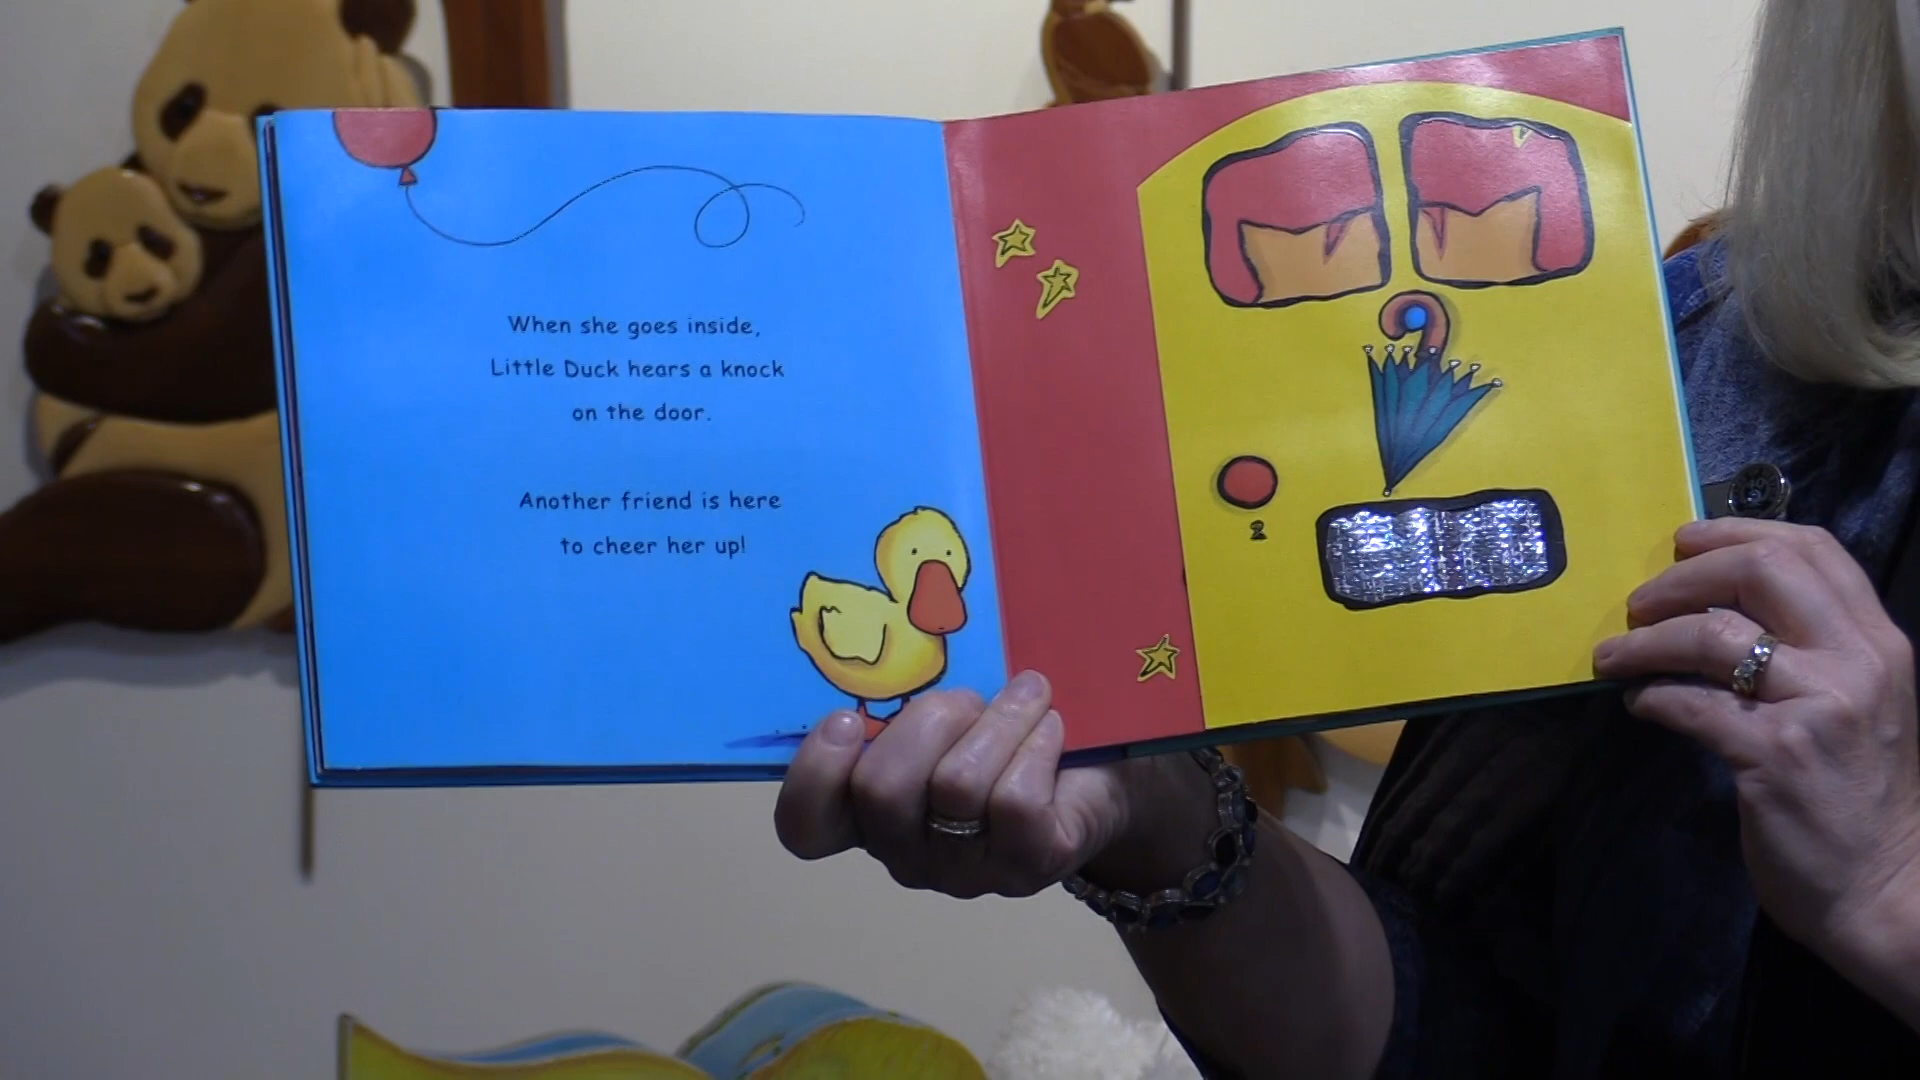 When she goes inside,
Little Duck hears a knock
on the door.
Another friend is here
to cheer her up!
2